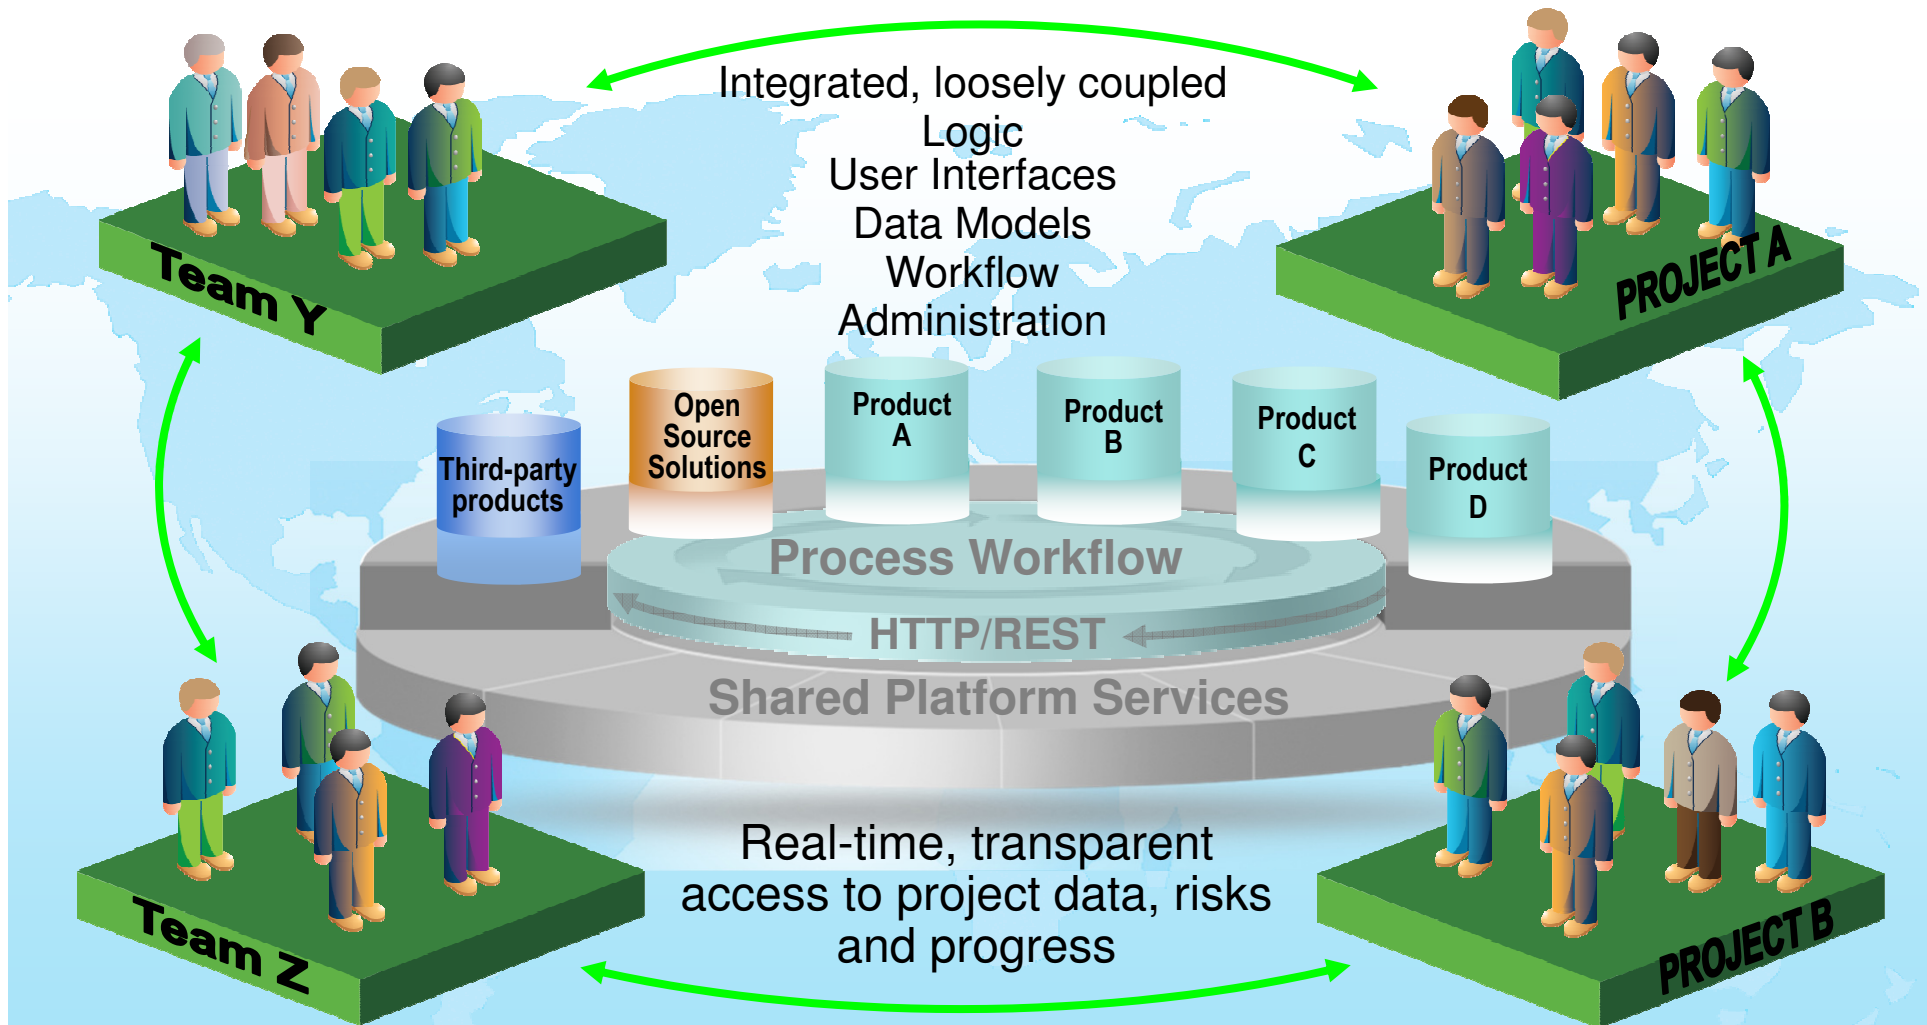 Integrated, loosely coupled
Logic
User Interfaces
Data Models
Workflow
Administration
Team Y
PROJECT A
Third-party
products
Open
Source
Solutions
Product
A
Product
B
Product
C
Product
D
Process Workflow
HTTP/REST
Shared Platform Services
Real-time, transparent
access to project data, risks
and progress
Team Z
PROJECT B